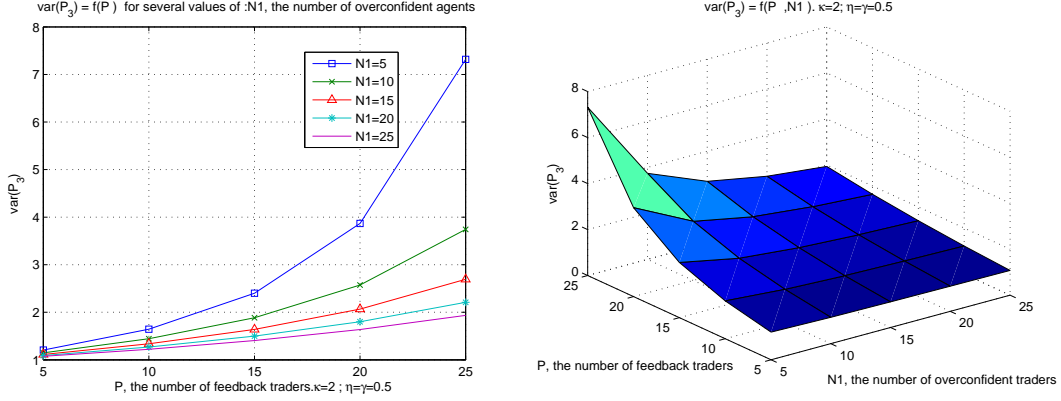 var(P3) = f(P ) for several values of :N1, the number of overconfident agents
8
7
6
5
4
3
2
1
var(P3)
N1=5
N1=10
N1=15
N1=20
N1=25
5 10 15 20 25
P, the number of feedback traders.κ=2 ; η=γ=0.5
var(P3) = f(P ,N1 ). κ=2; η=γ=0.5
8
6
4
2
0
var(P3)
25
20
15
10
5
P, the number of feedback traders
5
10
15
20
25
N1, the number of overconfident traders